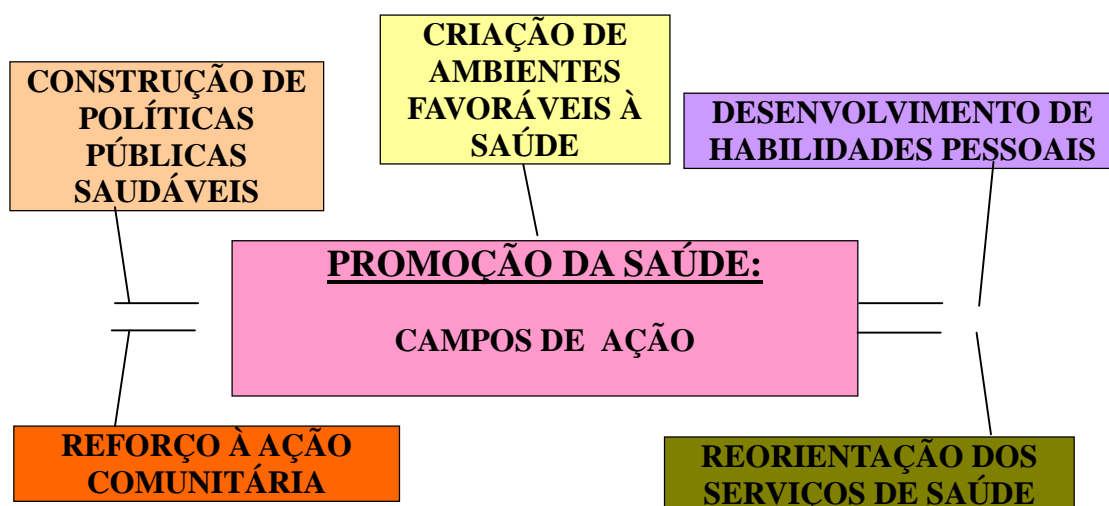 CONSTRUÇÃO DE
POLÍTICAS
PÚBLICAS
SAUDÁVEIS
CRIAÇÃO DE
AMBIENTES
FAVORÁVEIS À
SAÚDE
DESENVOLVIMENTO DE
HABILIDADES PESSOAIS
PROMOÇÃO DA SAÚDE:
CAMPOS DE AÇÃO
REFORÇO À AÇÃO
COMUNITÁRIA
REORIENTAÇÃO DOS
SERVIÇOS DE SAÚDE